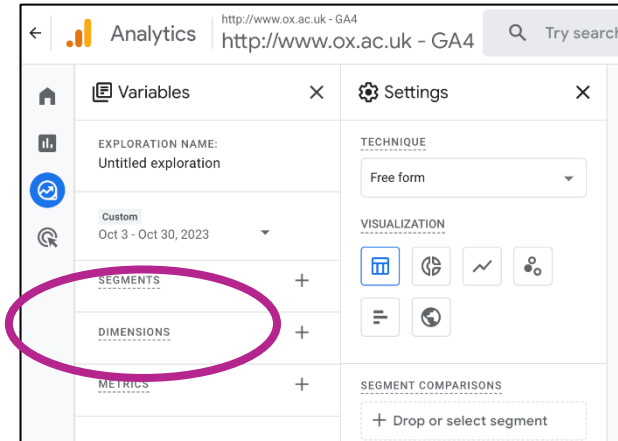 Analytics
http://www.ox.ac.uk - GA4
http://www.ox.ac.uk - GA4
Try search
Variables
EXPLORATION NAME:
Untitled exploration
Custom
Oct 3 - Oct 30, 2023
SEGMENTS
DIMENSIONS
METRICS
Settings
TECHNIQUE
Free form
VISUALIZATION
SEGMENT COMPARISONS
Drop or select segment